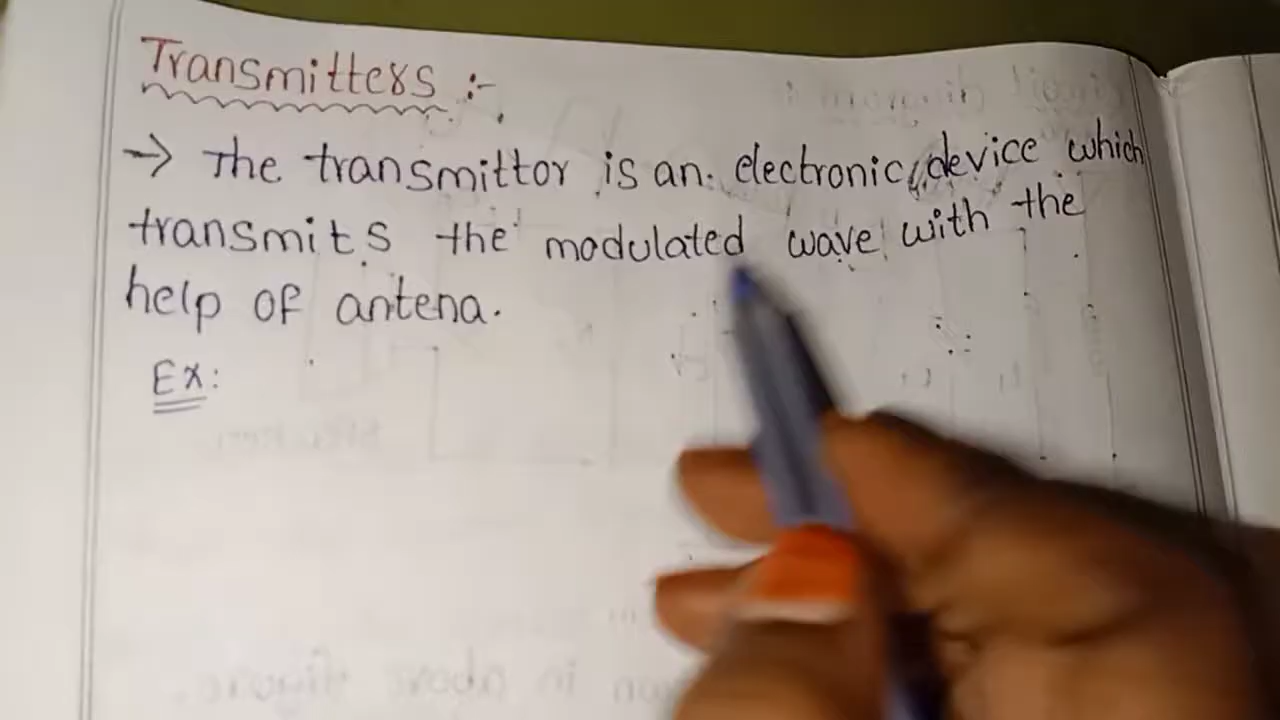 Transmitters :-
→ The transmittor is an electronic device which
transmits the modulated wave with the
help of antena.
Ex: